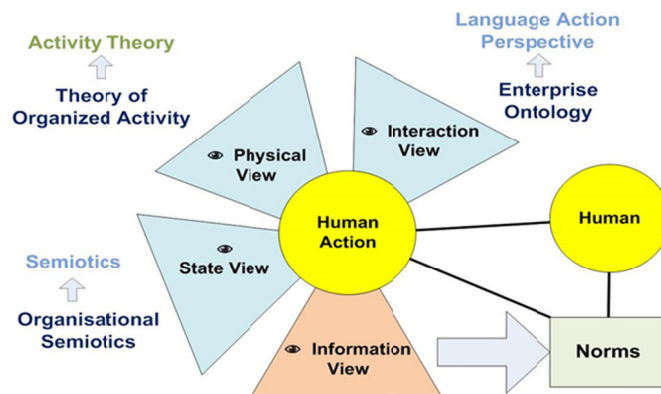 Activity Theory
Theory of
Organized Activity
Language Action
Perspective
Enterprise
Ontology
Physical
View
Interaction
View
Human
Action
Human
State View
Semiotics
Organisational
Semiotics
Information
View
Norms